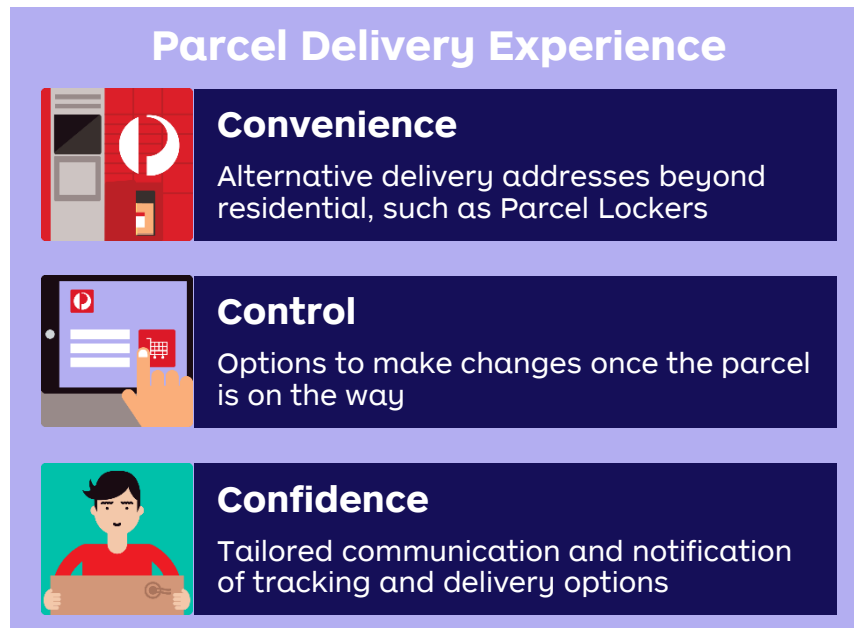 Parcel Delivery Experience
Convenience
Alternative delivery addresses beyond
residential, such as Parcel Lockers
Control
Options to make changes once the parcel
is on the way
Confidence
Tailored communication and notification
of tracking and delivery options